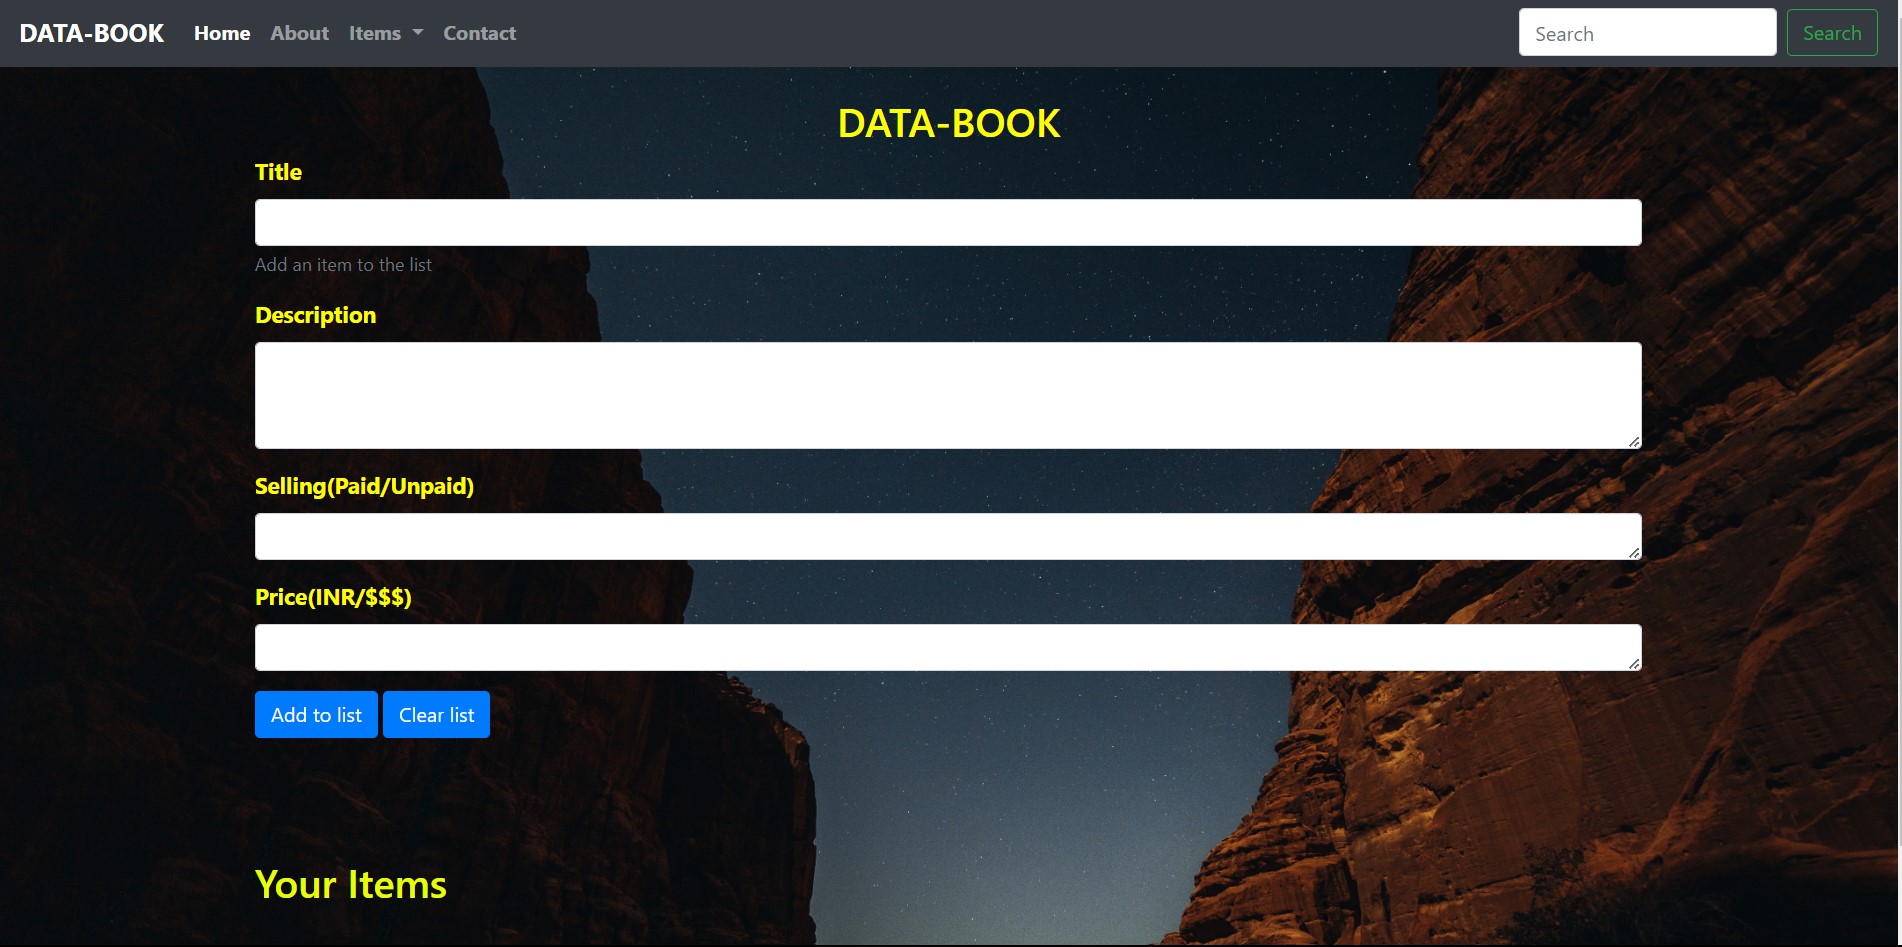 DATA-BOOK Home About Items Contact Search Search
DATA-BOOK
Title
Add an item to the list
Description
Selling(Paid/Unpaid)
Price(INR/$$$)
Add to list Clear list
Your Items